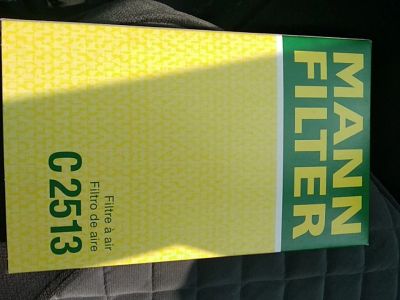 MANN
FILTER
Filtre à air
Filtro de aire
C 2513